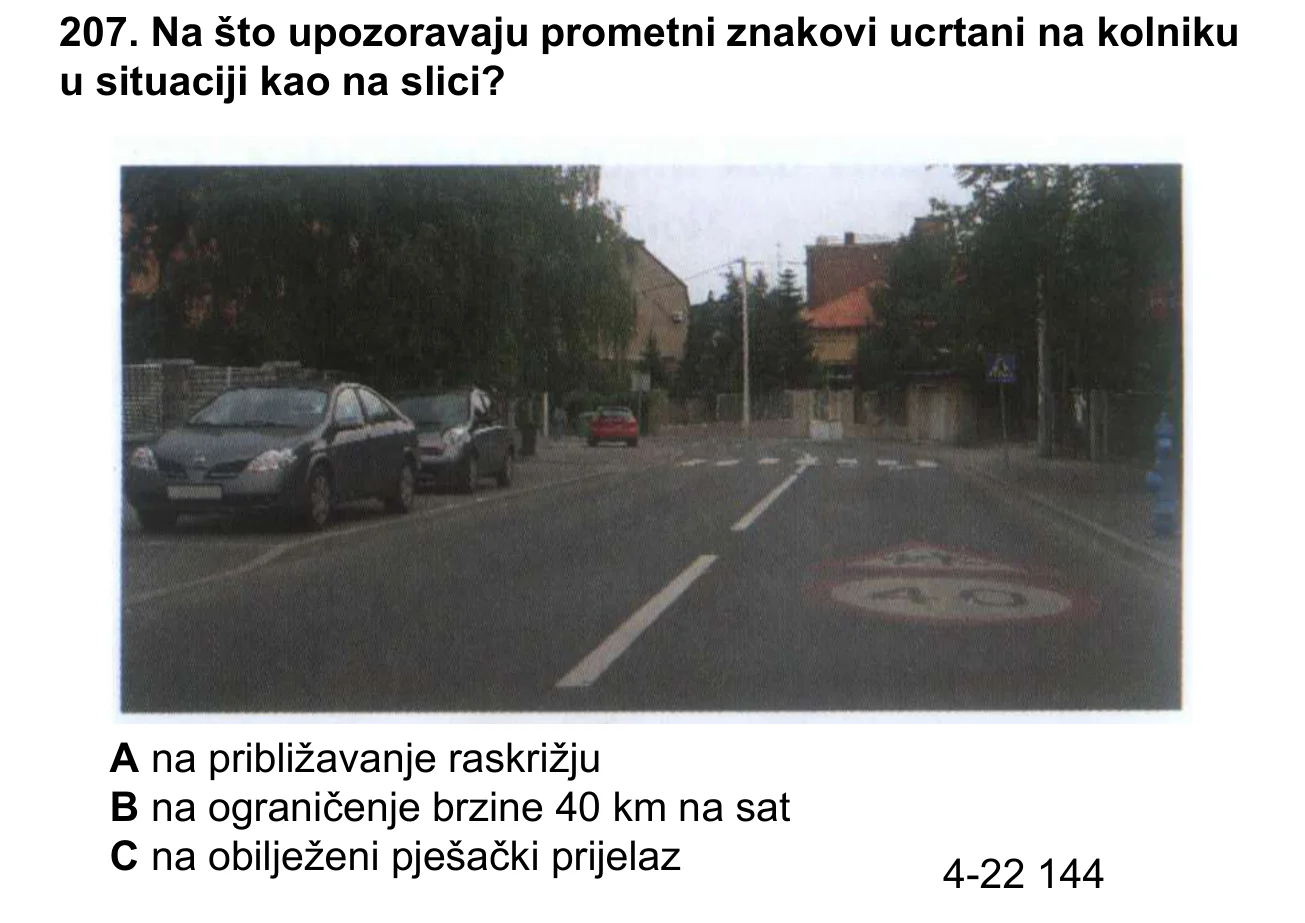 207. Na što upozoravaju prometni znakovi ucrtani na kolniku
u situaciji kao na slici?
40
A na približavanje raskrižju
B na ograničenje brzine 40 km na sat
C na obilježeni pješački prijelaz
4-22 144